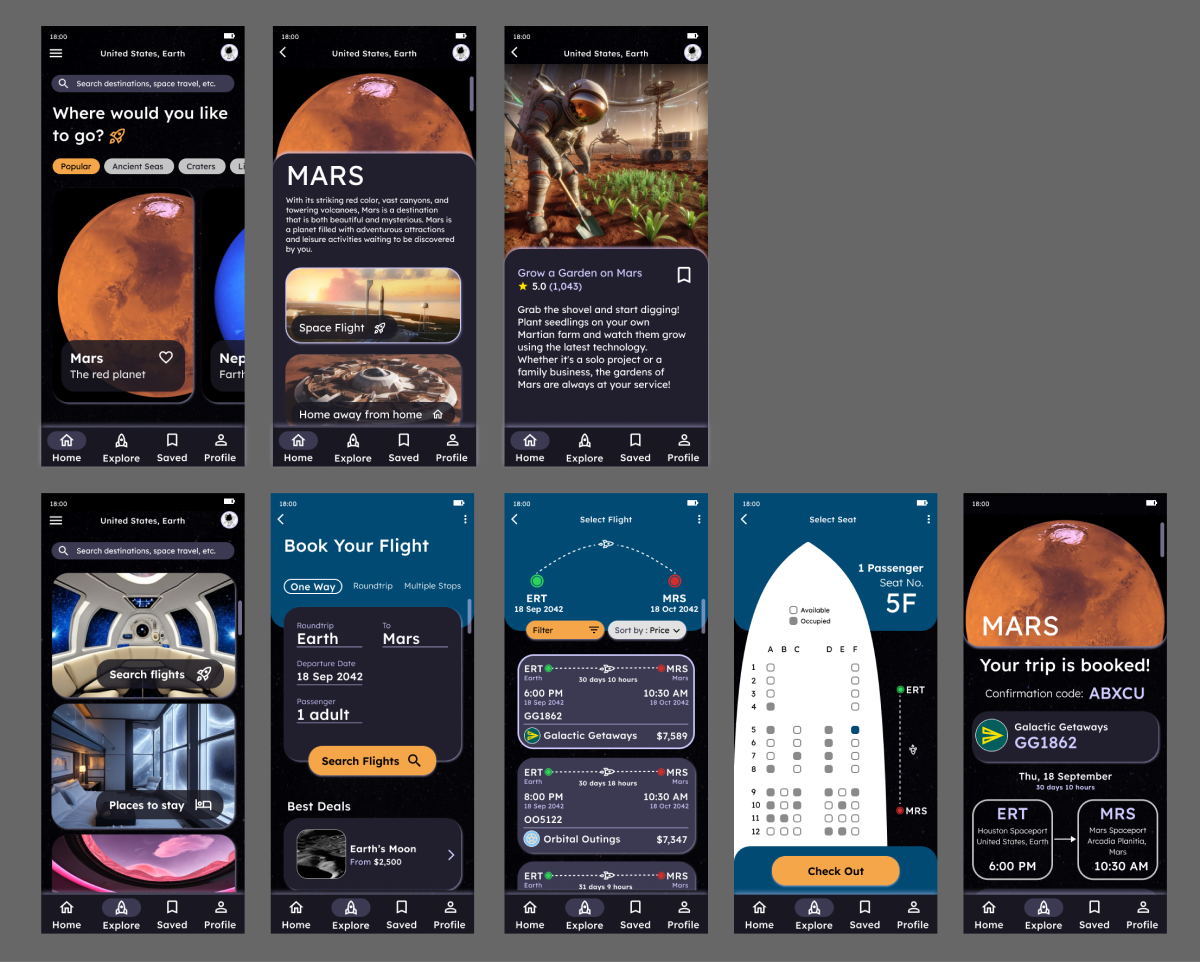 18:00
United States, Earth
Search destinations, space travel, etc.
Where would you like
to go?
Popular
Ancient Seas
Craters
Li
Mars
The red planet
Nep
Farth
Home
Explore
Saved
Profile
18:00
United States, Earth
MARS
With its striking red color, vast canyons, and
towering volcanoes, Mars is a destination
that is both beautiful and mysterious. Mars is
a planet filled with adventurous attractions
and leisure activities waiting to be discovered
by you.
Space Flight
Home away from home
Home
Explore
Saved
Profile
18:00
United States, Earth
Grow a Garden on Mars
5.0 (1,043)
Grab the shovel and start digging!
Plant seedlings on your own
Martian farm and watch them grow
using the latest technology.
Whether it's a solo project or a
family business, the gardens of
Mars are always at your service!
Home
Explore
Saved
Profile
18:00
United States, Earth
Search destinations, space travel, etc.
Search flights
Places to stay
Home
Explore
Saved
Profile
18:00
Book Your Flight
One Way
Roundtrip
Multiple Stops
Roundtrip
Earth
To
Mars
Departure Date
18 Sep 2042
Passenger
1 adult
Search Flights
Best Deals
Earth's Moon
From $2,500
Home
Explore
Saved
Profile
18:00
Select Flight
ERT
18 Sep 2042
MRS
18 Oct 2042
Filter
Sort by : Price
ERT
Earth
30 days 10 hours
MRS
Mars
6:00 PM
18 Sep 2042
10:30 AM
18 Oct 2042
GG1862
Galactic Getaways
$7,589
ERT
Earth
30 days 18 hours
MRS
Mars
8:00 PM
18 Sep 2042
10:30 AM
18 Oct 2042
OO5122
Orbital Outings
$7,347
ERT
Earth
31 days 9 hours
MRS
Mars
Home
Explore
Saved
Profile
18:00
Select Seat
1 Passenger
Seat No.
5F
Available
Occupied
A B C D E F
1
2
3
4
5
6
7
8
9
10
11
12
ERT
MRS
Check Out
Home
Explore
Saved
Profile
18:00
MARS
Your trip is booked!
Confirmation code: ABXCU
Galactic Getaways
GG1862
Thu, 18 September
30 days 10 hours
ERT
Houston Spaceport
United States, Earth
6:00 PM
MRS
Mars Spaceport
Arcadia Planitia,
Mars
10:30 AM
Home
Explore
Saved
Profile